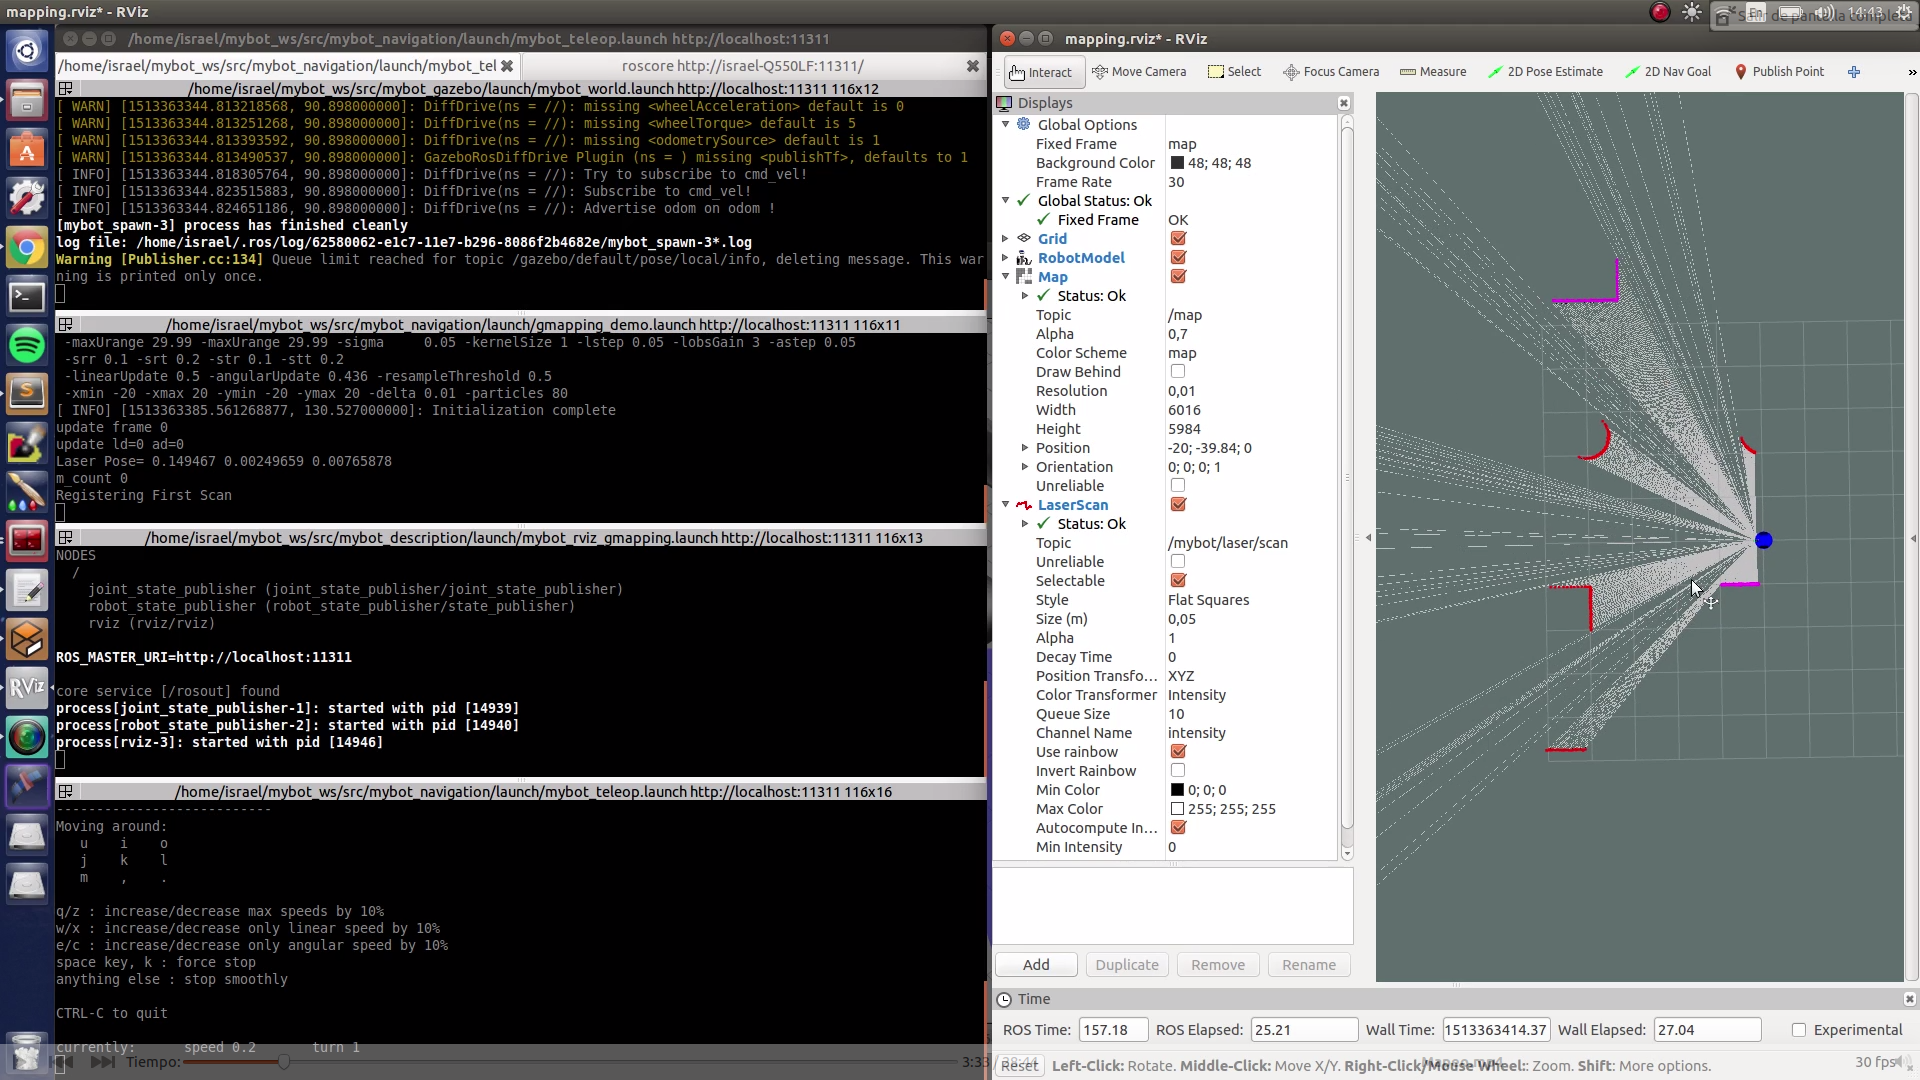 mapping.rviz* - RViz
14:43
/home/israel/mybot_ws/src/mybot_navigation/launch/mybot_teleop.launch http://localhost:11311
/home/israel/mybot_ws/src/mybot_navigation/launch/mybot_tel
roscore http://israel-Q550LF:11311/
/home/israel/mybot_ws/src/mybot_gazebo/launch/mybot_world.launch http://localhost:11311 116x12
[ WARN] [1513363344.813218568, 90.898000000]: DiffDrive(ns = //): missing <wheelAcceleration> default is 0
[ WARN] [1513363344.813251268, 90.898000000]: DiffDrive(ns = //): missing <wheelTorque> default is 5
[ WARN] [1513363344.813393592, 90.898000000]: DiffDrive(ns = //): missing <odometrySource> default is 1
[ WARN] [1513363344.813490537, 90.898000000]: GazeboRosDiffDrive Plugin (ns = ) missing <publishTf>, defaults to 1
[ INFO] [1513363344.818305764, 90.898000000]: DiffDrive(ns = //): Try to subscribe to cmd_vel!
[ INFO] [1513363344.823515883, 90.898000000]: DiffDrive(ns = //): Subscribe to cmd_vel!
[ INFO] [1513363344.824651186, 90.898000000]: DiffDrive(ns = //): Advertise odom on odom !
[mybot_spawn-3] process has finished cleanly
log file: /home/israel/.ros/log/62580062-e1c7-11e7-b296-8086f2b4682e/mybot_spawn-3*.log
Warning [Publisher.cc:134] Queue limit reached for topic /gazebo/default/pose/local/info, deleting message. This war
ning is printed only once.
/home/israel/mybot_ws/src/mybot_navigation/launch/gmapping_demo.launch http://localhost:11311 116x11
-maxUrange 29.99 -maxUrange 29.99 -sigma     0.05 -kernelSize 1 -lstep 0.05 -lobsGain 3 -astep 0.05
-srr 0.1 -srt 0.2 -str 0.1 -stt 0.2
-linearUpdate 0.5 -angularUpdate 0.436 -resampleThreshold 0.5
-xmin -20 -xmax 20 -ymin -20 -ymax 20 -delta 0.01 -particles 80
[ INFO] [1513363385.561268877, 130.527000000]: Initialization complete
update frame 0
update ld=0 ad=0
Laser Pose= 0.149467 0.00249659 0.00765878
m_count 0
Registering First Scan
/home/israel/mybot_ws/src/mybot_description/launch/mybot_rviz_gmapping.launch http://localhost:11311 116x13
NODES
/
joint_state_publisher (joint_state_publisher/joint_state_publisher)
robot_state_publisher (robot_state_publisher/state_publisher)
rviz (rviz/rviz)
ROS_MASTER_URI=http://localhost:11311
core service [/rosout] found
process[joint_state_publisher-1]: started with pid [14939]
process[robot_state_publisher-2]: started with pid [14940]
process[rviz-3]: started with pid [14946]
/home/israel/mybot_ws/src/mybot_navigation/launch/mybot_teleop.launch http://localhost:11311 116x16
---------------------------
Moving around:
u    i    o
j    k    l
m    ,    .
q/z : increase/decrease max speeds by 10%
w/x : increase/decrease only linear speed by 10%
e/c : increase/decrease only angular speed by 10%
space key, k : force stop
anything else : stop smoothly
CTRL-C to quit
currently:      speed 0.2      turn 1
Tiempo:
3:33
mapping.rviz* - RViz
Interact Move Camera Select Focus Camera Measure 2D Pose Estimate 2D Nav Goal Publish Point
Displays
Global Options
Fixed Frame map
Background Color 48; 48; 48
Frame Rate 30
Global Status: Ok
Fixed Frame OK
Grid
RobotModel
Map
Status: Ok
Topic /map
Alpha 0,7
Color Scheme map
Draw Behind
Resolution 0,01
Width 6016
Height 5984
Position -20; -39.84; 0
Orientation 0; 0; 0; 1
Unreliable
LaserScan
Status: Ok
Topic /mybot/laser/scan
Unreliable
Selectable
Style Flat Squares
Size (m) 0,05
Alpha 1
Decay Time 0
Position Transfo... XYZ
Color Transformer Intensity
Queue Size 10
Channel Name intensity
Use rainbow
Invert Rainbow
Min Color 0; 0; 0
Max Color 255; 255; 255
Autocompute In...
Min Intensity 0
Add Duplicate Remove Rename
Time
ROS Time: 157.18 ROS Elapsed: 25.21 Wall Time: 1513363414.37 Wall Elapsed: 27.04 Experimental
Reset Left-Click: Rotate. Middle-Click: Move X/Y. Right-Click/Mouse Wheel:: Zoom. Shift: More options. 30 fps
RViz